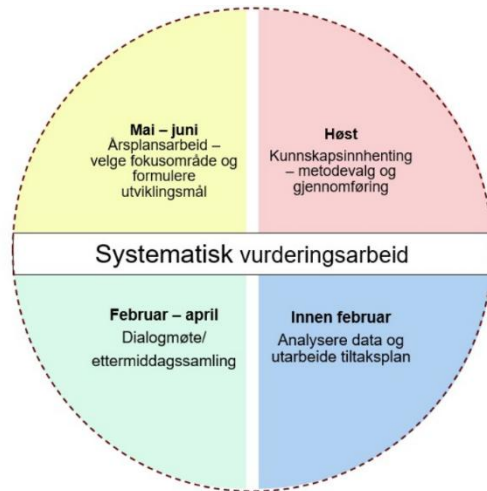 Mai – juni
Årsplansarbeid –
velge fokusområde og
formulere
utviklingsmål
Høst
Kunnskapsinnhenting
– metodevalg og
gjennomføring
Systematisk vurderingsarbeid
Februar – april
Dialogmøte/
ettermiddagssamling
Innen februar
Analysere data og
utarbeide tiltaksplan